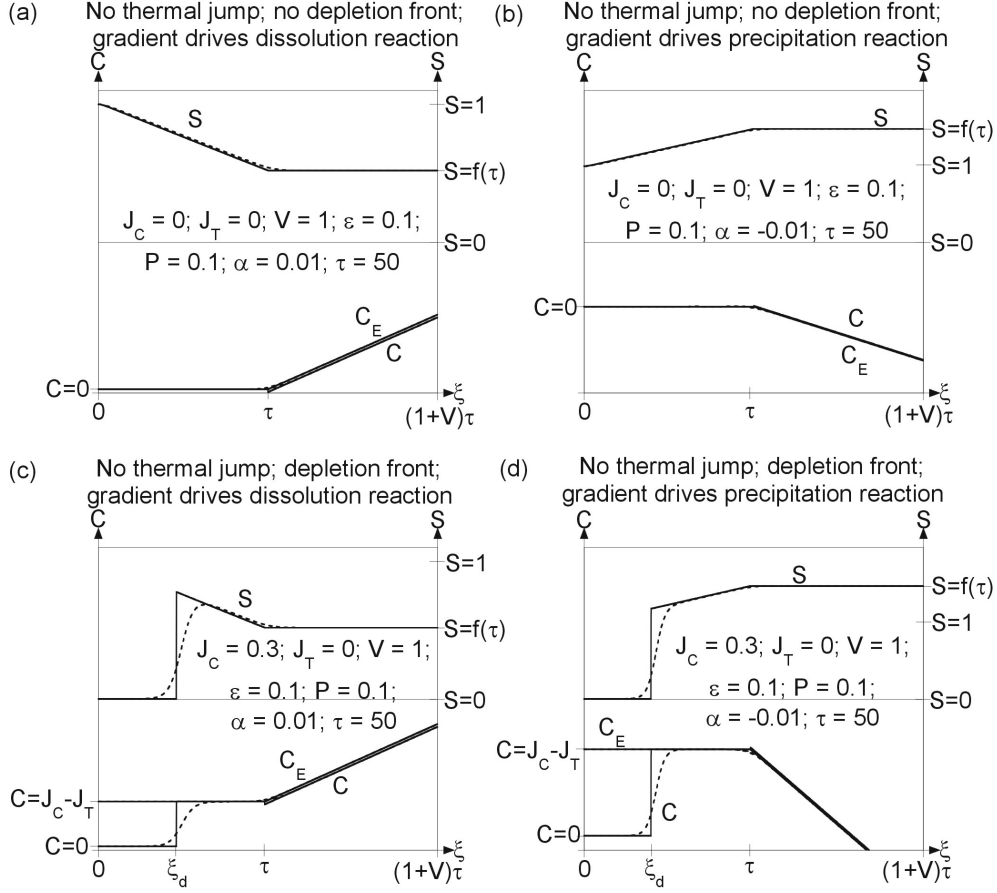 (a) No thermal jump; no depletion front;
gradient drives dissolution reaction
C S
S=1
S
S=f(τ)
J_C = 0; J_T = 0; V = 1; ε = 0.1;
S=0
P = 0.1; α = 0.01; τ = 50
C_E
C
C=0
ξ
0 τ (1+V)τ
(b) No thermal jump; no depletion front;
gradient drives precipitation reaction
C S
S
S=f(τ)
S=1
J_C = 0; J_T = 0; V = 1; ε = 0.1;
P = 0.1; α = -0.01; τ = 50
S=0
C=0
C
C_E
ξ
0 τ (1+V)τ
(c) No thermal jump; depletion front;
gradient drives dissolution reaction
C S
S=1
S
S=f(τ)
J_C = 0.3; J_T = 0; V = 1;
ε = 0.1; P = 0.1;
S=0
α = 0.01; τ = 50
C_E
C
C=J_C-J_T
C=0
ξ
0 ξ_d τ (1+V)τ
(d) No thermal jump; depletion front;
gradient drives precipitation reaction
C S
S
S=f(τ)
S=1
J_C = 0.3; J_T = 0; V = 1;
ε = 0.1; P = 0.1;
S=0
α = -0.01; τ = 50
C_E
C=J_C-J_T
C
C=0
ξ
0 ξ_d τ (1+V)τ